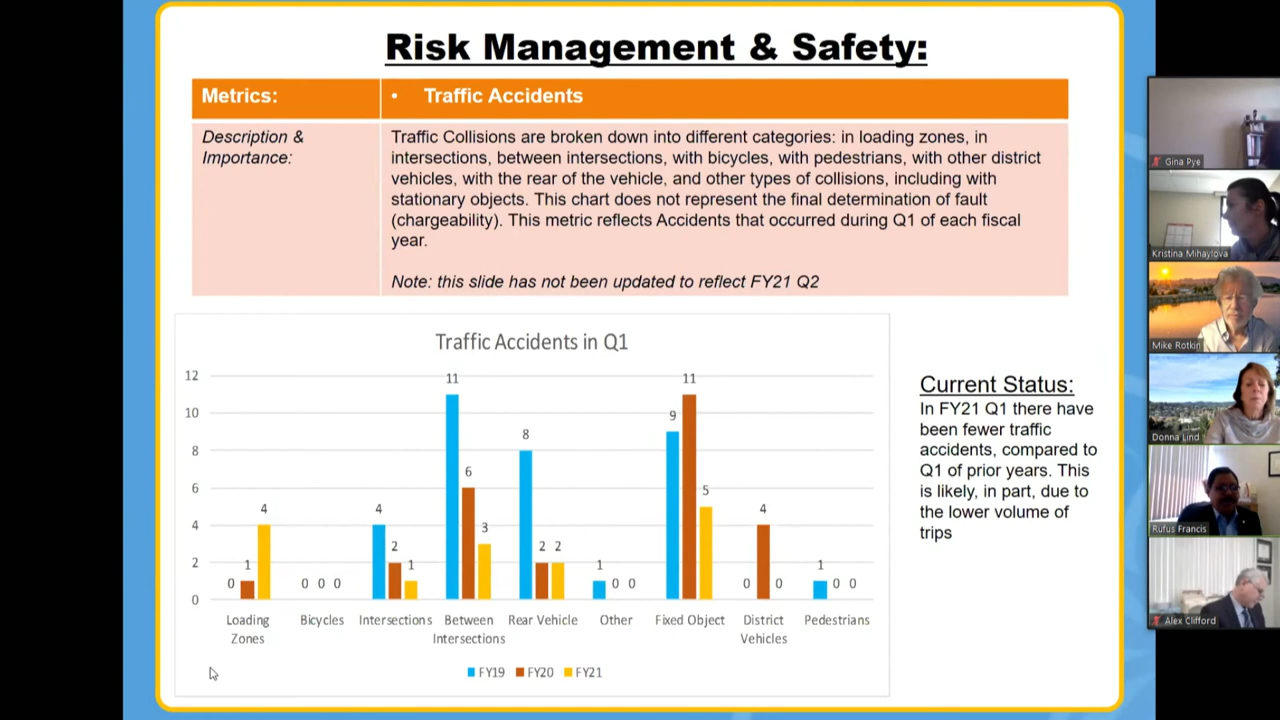 Risk Management & Safety:
Metrics:
• Traffic Accidents
Description &
Importance:
Traffic Collisions are broken down into different categories: in loading zones, in
intersections, between intersections, with bicycles, with pedestrians, with other district
vehicles, with the rear of the vehicle, and other types of collisions, including with
stationary objects. This chart does not represent the final determination of fault
(chargeability). This metric reflects Accidents that occurred during Q1 of each fiscal
year.
Note: this slide has not been updated to reflect FY21 Q2
Traffic Accidents in Q1
12
10
8
6
4
2
0
0 1 4
0 0 0
4 2 1
11 6 3
8 2 2
1 0 0
9 11 5
0 4 0
1 0 0
Loading
Zones
Bicycles
Intersections
Between
Intersections
Rear Vehicle
Other
Fixed Object
District
Vehicles
Pedestrians
FY19 FY20 FY21
Current Status:
In FY21 Q1 there have
been fewer traffic
accidents, compared to
Q1 of prior years. This
is likely, in part, due to
the lower volume of
trips
Gina Pye
Kristina Mihaylova
Mike Rotkin
Donna Lind
Rufus Francis
Alex Clifford